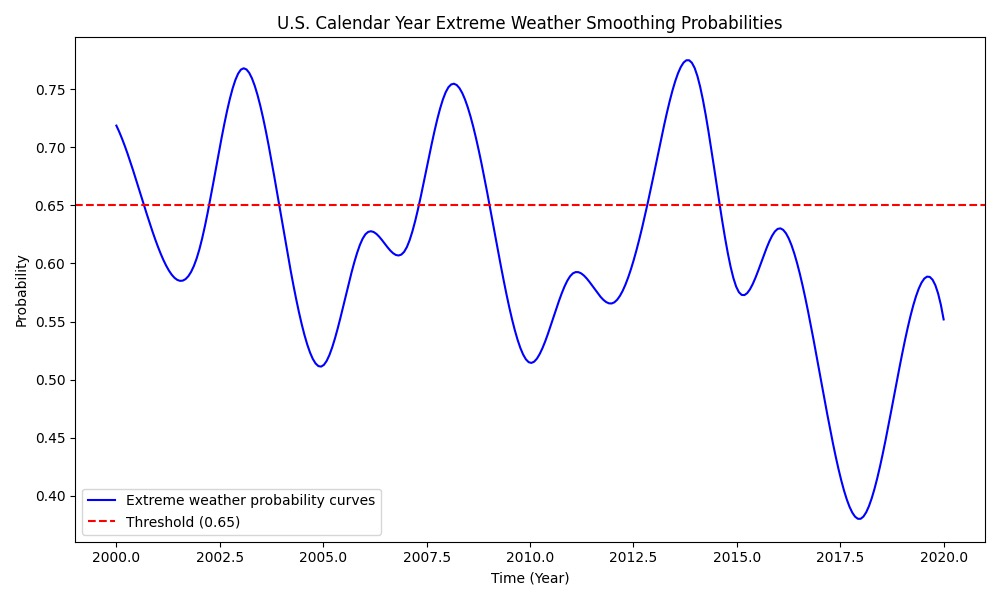 U.S. Calendar Year Extreme Weather Smoothing Probabilities
Probability
0.75
0.70
0.65
0.60
0.55
0.50
0.45
0.40
Extreme weather probability curves
Threshold (0.65)
2000.0 2002.5 2005.0 2007.5 2010.0 2012.5 2015.0 2017.5 2020.0
Time (Year)